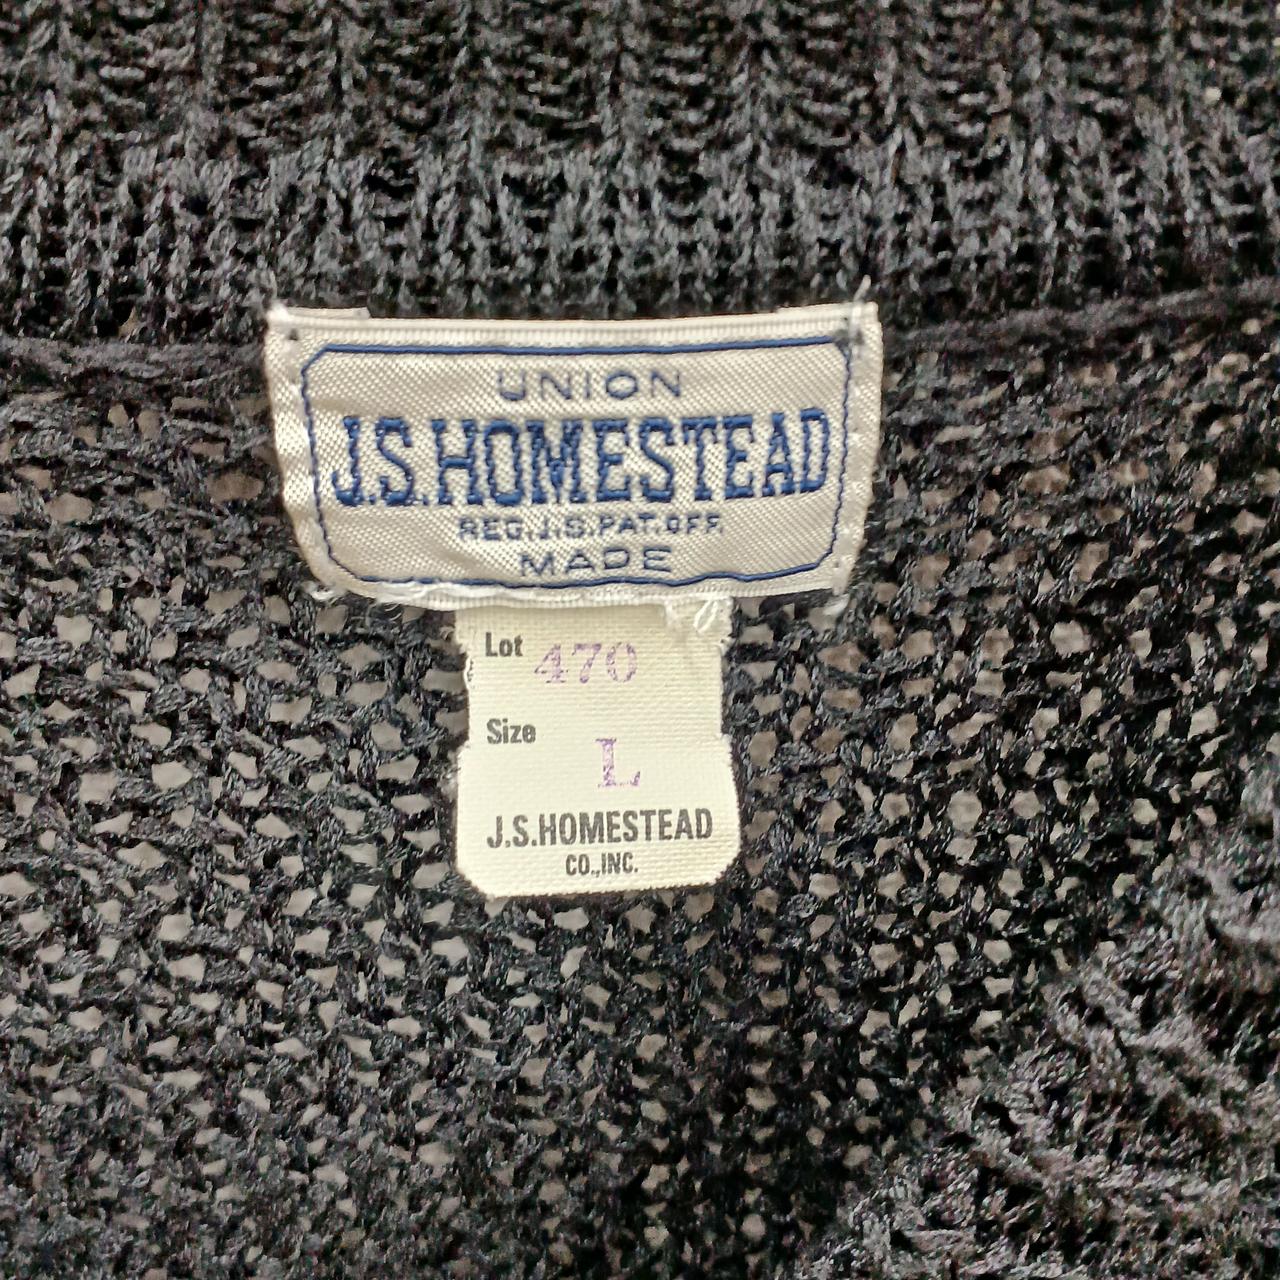 UNION
J.S.HOMESTEAD
REG.J.S.PAT.OFF.
MADE
Lot 470
Size L
J.S.HOMESTEAD
CO.,INC.